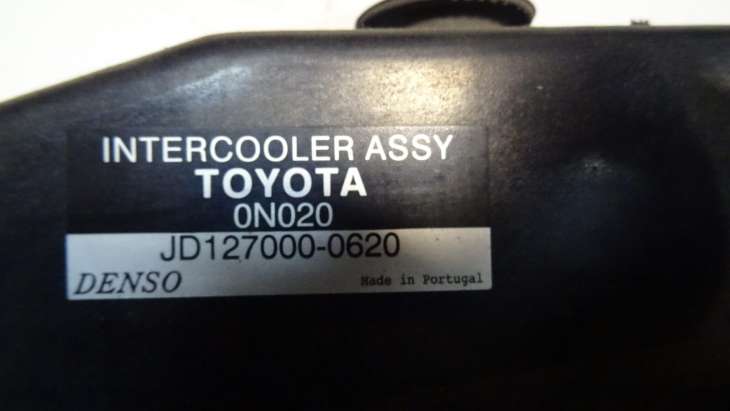 INTERCOOLER ASSY
TOYOTA
0N020
JD127000-0620
DENSO Made in Portugal